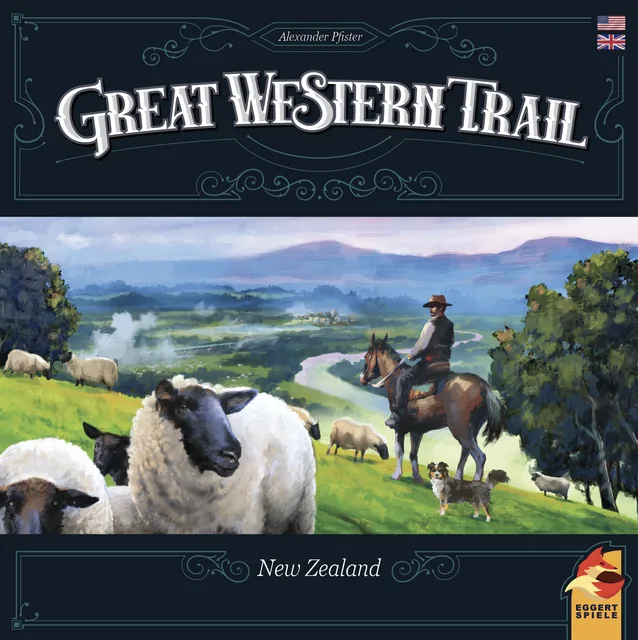 Alexander Pfister
GREAT WESTERN TRAIL
New Zealand
EGGERT
SPIELE